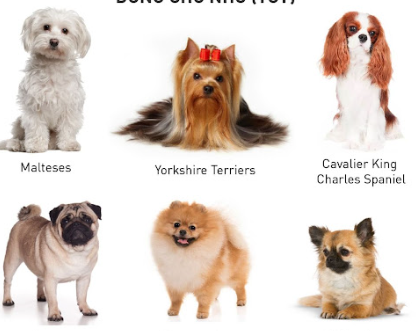 Malteses
Yorkshire Terriers
Cavalier King
Charles Spaniel